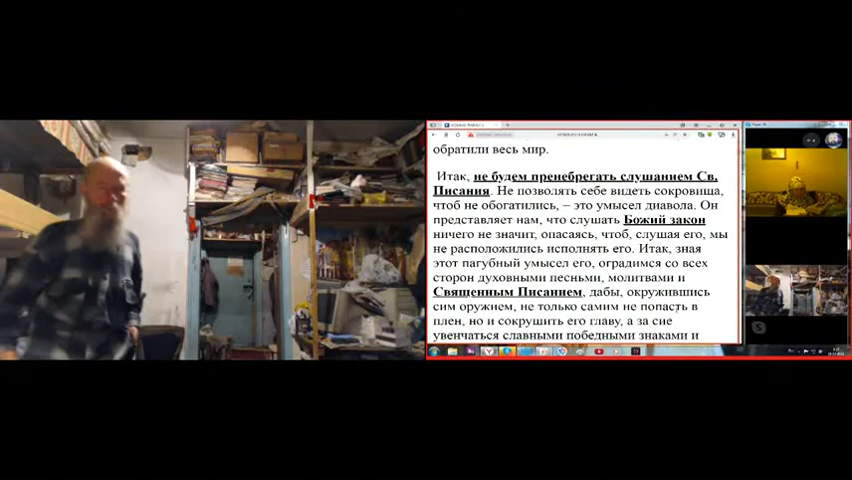 обратили весь мир.
Итак, не будем пренебрегать слушанием Св.
Писания. Не позволять себе видеть сокровища,
чтоб не обогатились, – это умысел диавола. Он
представляет нам, что слушать Божий закон
ничего не значит, опасаясь, чтоб, слушая его, мы
не расположились исполнять его. Итак, зная
этот пагубный умысел его, оградимся со всех
сторон духовными песньми, молитвами и
Священным Писанием, дабы, окружившись
сим оружием, не только самим не попасть в
плен, но и сокрушить его главу, а за сие
увенчаться славными победными знаками и